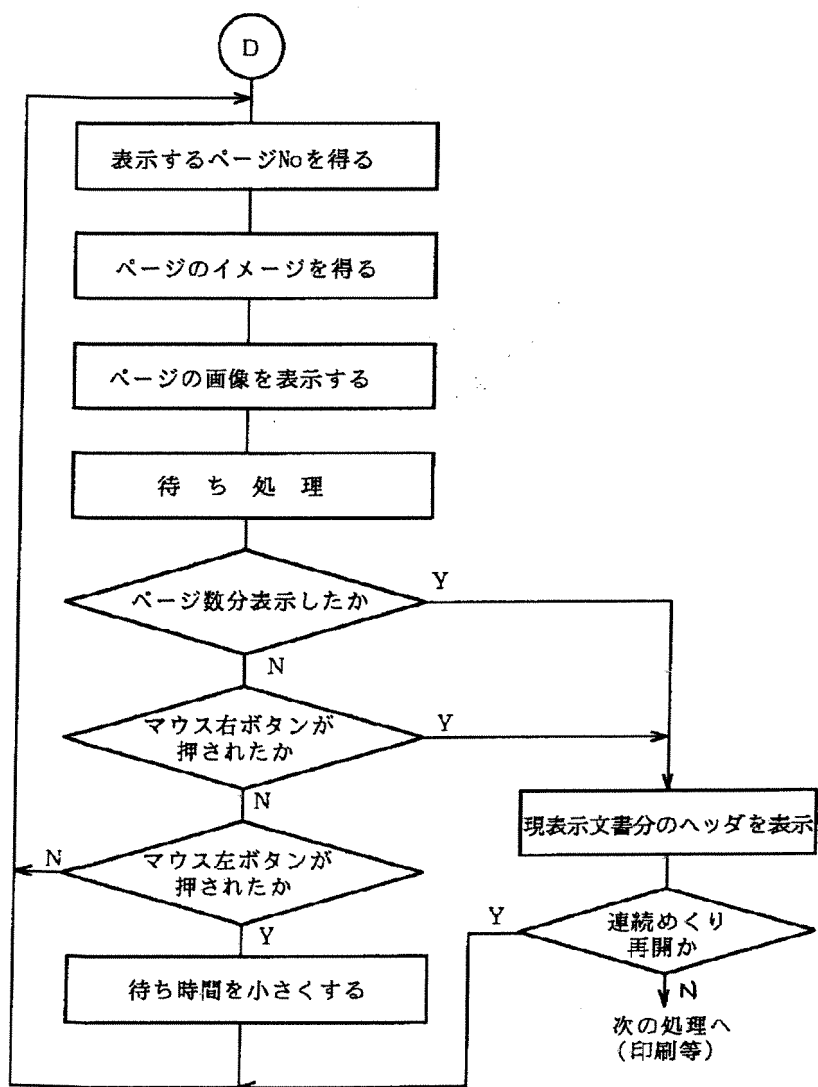 D
表示するページNoを得る
ページのイメージを得る
ページの画像を表示する
待ち処理
ページ数分表示したか
Y
N
マウス右ボタンが
押されたか
Y
N
現表示文書分のヘッダを表示
マウス左ボタンが
押されたか
N
Y
連続めくり
再開か
Y
N
待ち時間を小さくする
次の処理へ
(印刷等)